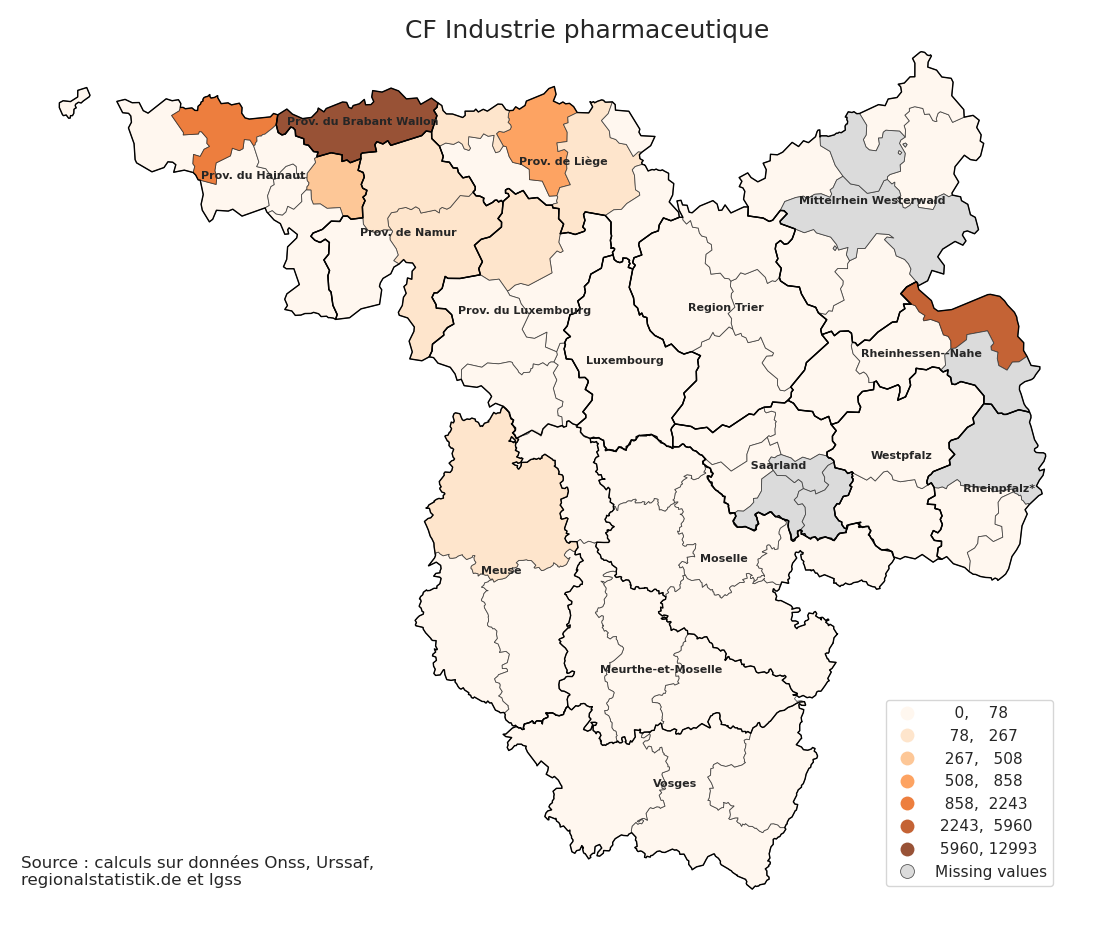 CF Industrie pharmaceutique
Prov. du Brabant Wallon
Prov. de Liège
Prov. du Hainaut
Mittelrhein Westerwald
Prov. de Namur
Region Trier
Prov. du Luxembourg
Rheinhessen--Nahe
Luxembourg
Westpfalz
Saarland
Rheinpfalz*
Moselle
Meuse
Meurthe-et-Moselle
Vosges
0, 78
78, 267
267, 508
508, 858
858, 2243
2243, 5960
5960, 12993
Missing values
Source : calculs sur données Onss, Urssaf,
regionalstatistik.de et Igss